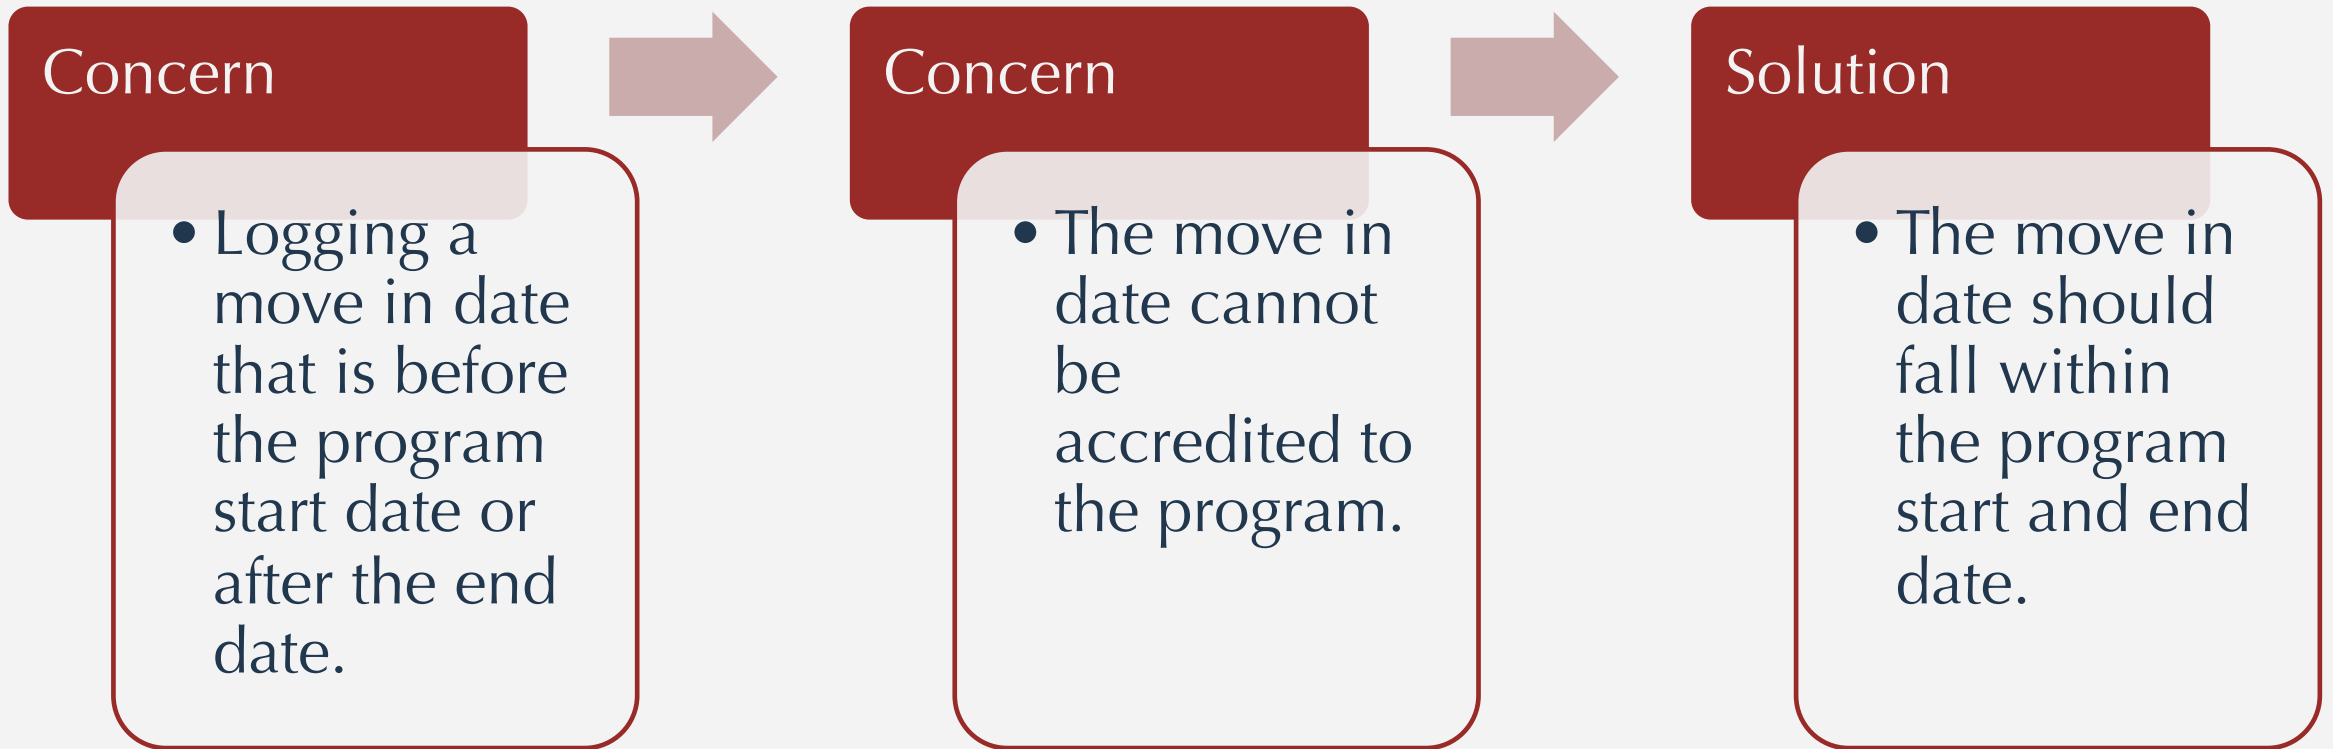 Concern
• Logging a
move in date
that is before
the program
start date or
after the end
date.
Concern
• The move in
date cannot
be
accredited to
the program.
Solution
• The move in
date should
fall within
the program
start and end
date.